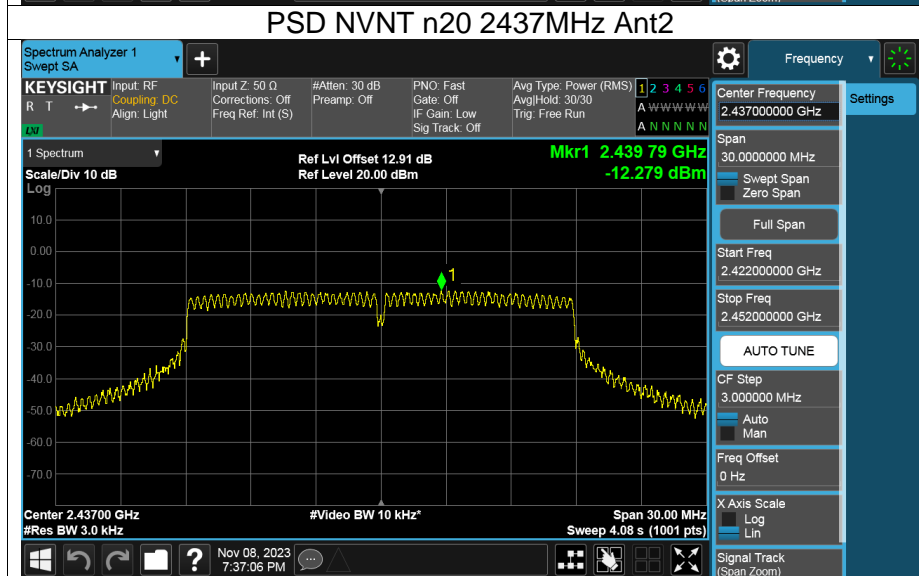 (Span Zoom)
PSD NVNT n20 2437MHz Ant2
Spectrum Analyzer 1
Swept SA
Frequency
KEYSIGHT Input: RF Input Z: 50 Ω #Atten: 30 dB PNO: Fast Avg Type: Power (RMS) 1 2 3 4 5 6
R T Coupling: DC Corrections: Off Preamp: Off Gate: Off Avg|Hold: 30/30 A W W W W W
Align: Light Freq Ref: Int (S) IF Gain: Low Trig: Free Run
LXI Sig Track: Off A N N N N N
Center Frequency
2.437000000 GHz
Settings
Span
30.0000000 MHz
Swept Span
Zero Span
Full Span
Start Freq
2.422000000 GHz
Stop Freq
2.452000000 GHz
AUTO TUNE
CF Step
3.000000 MHz
Auto
Man
Freq Offset
0 Hz
X Axis Scale
Log
Lin
Signal Track
(Span Zoom)
1 Spectrum
Scale/Div 10 dB
Ref Lvl Offset 12.91 dB
Ref Level 20.00 dBm
Mkr1 2.439 79 GHz
-12.279 dBm
Log
10.0
0.00
-10.0
-20.0
-30.0
-40.0
-50.0
-60.0
-70.0
1
Center 2.43700 GHz #Video BW 10 kHz* Span 30.00 MHz
#Res BW 3.0 kHz Sweep 4.08 s (1001 pts)
Nov 08, 2023
7:37:06 PM